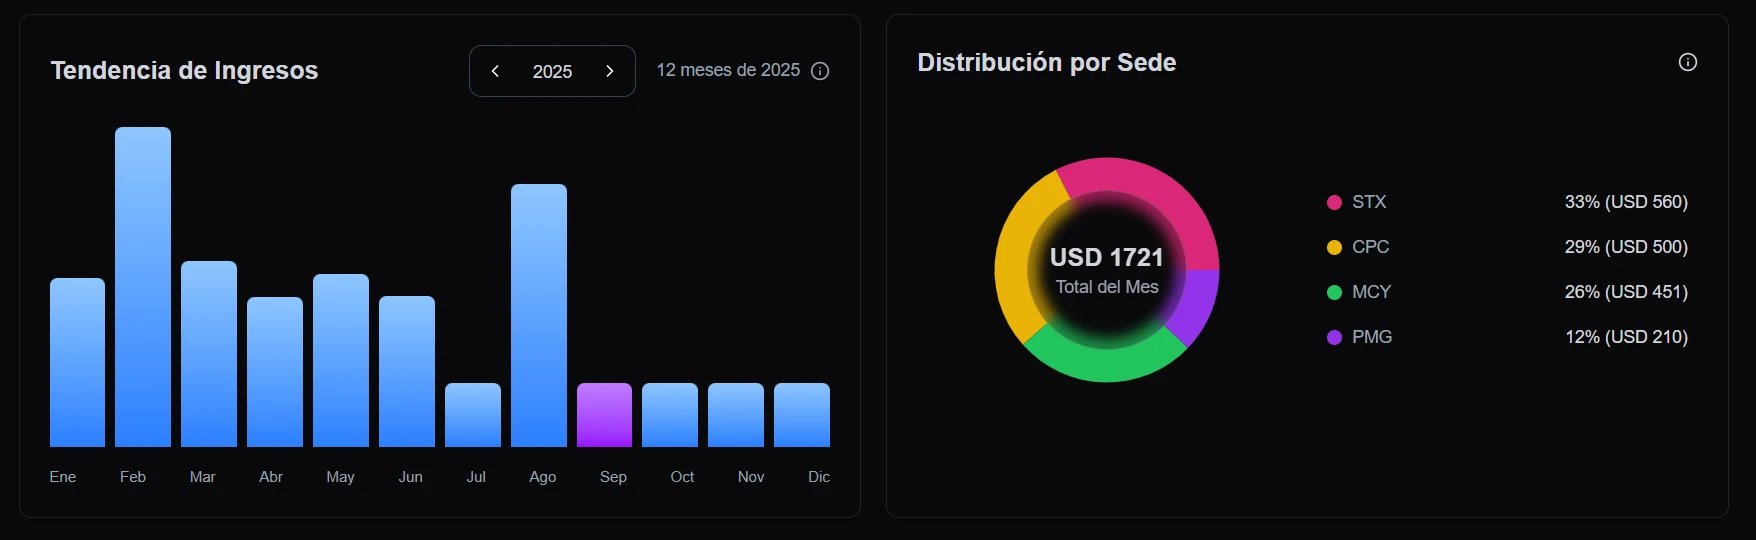 Tendencia de Ingresos
2025
12 meses de 2025
Ene Feb Mar Abr May Jun Jul Ago Sep Oct Nov Dic
Distribución por Sede
USD 1721
Total del Mes
STX 33% (USD 560)
CPC 29% (USD 500)
MCY 26% (USD 451)
PMG 12% (USD 210)